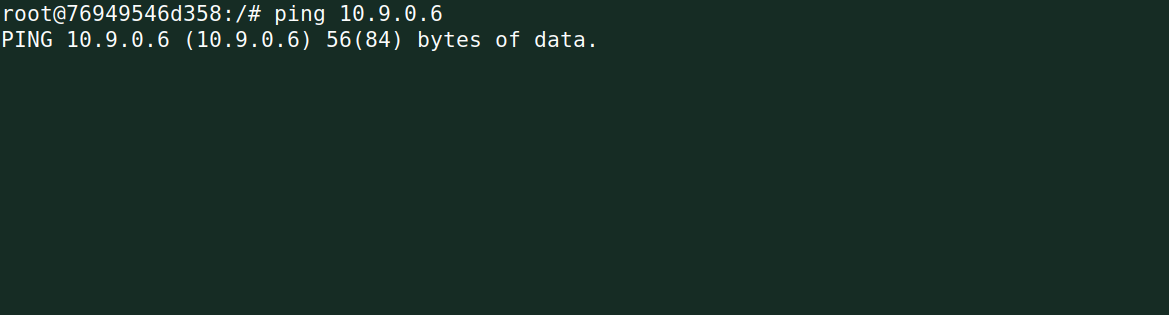 root@76949546d358:/# ping 10.9.0.6
PING 10.9.0.6 (10.9.0.6) 56(84) bytes of data.